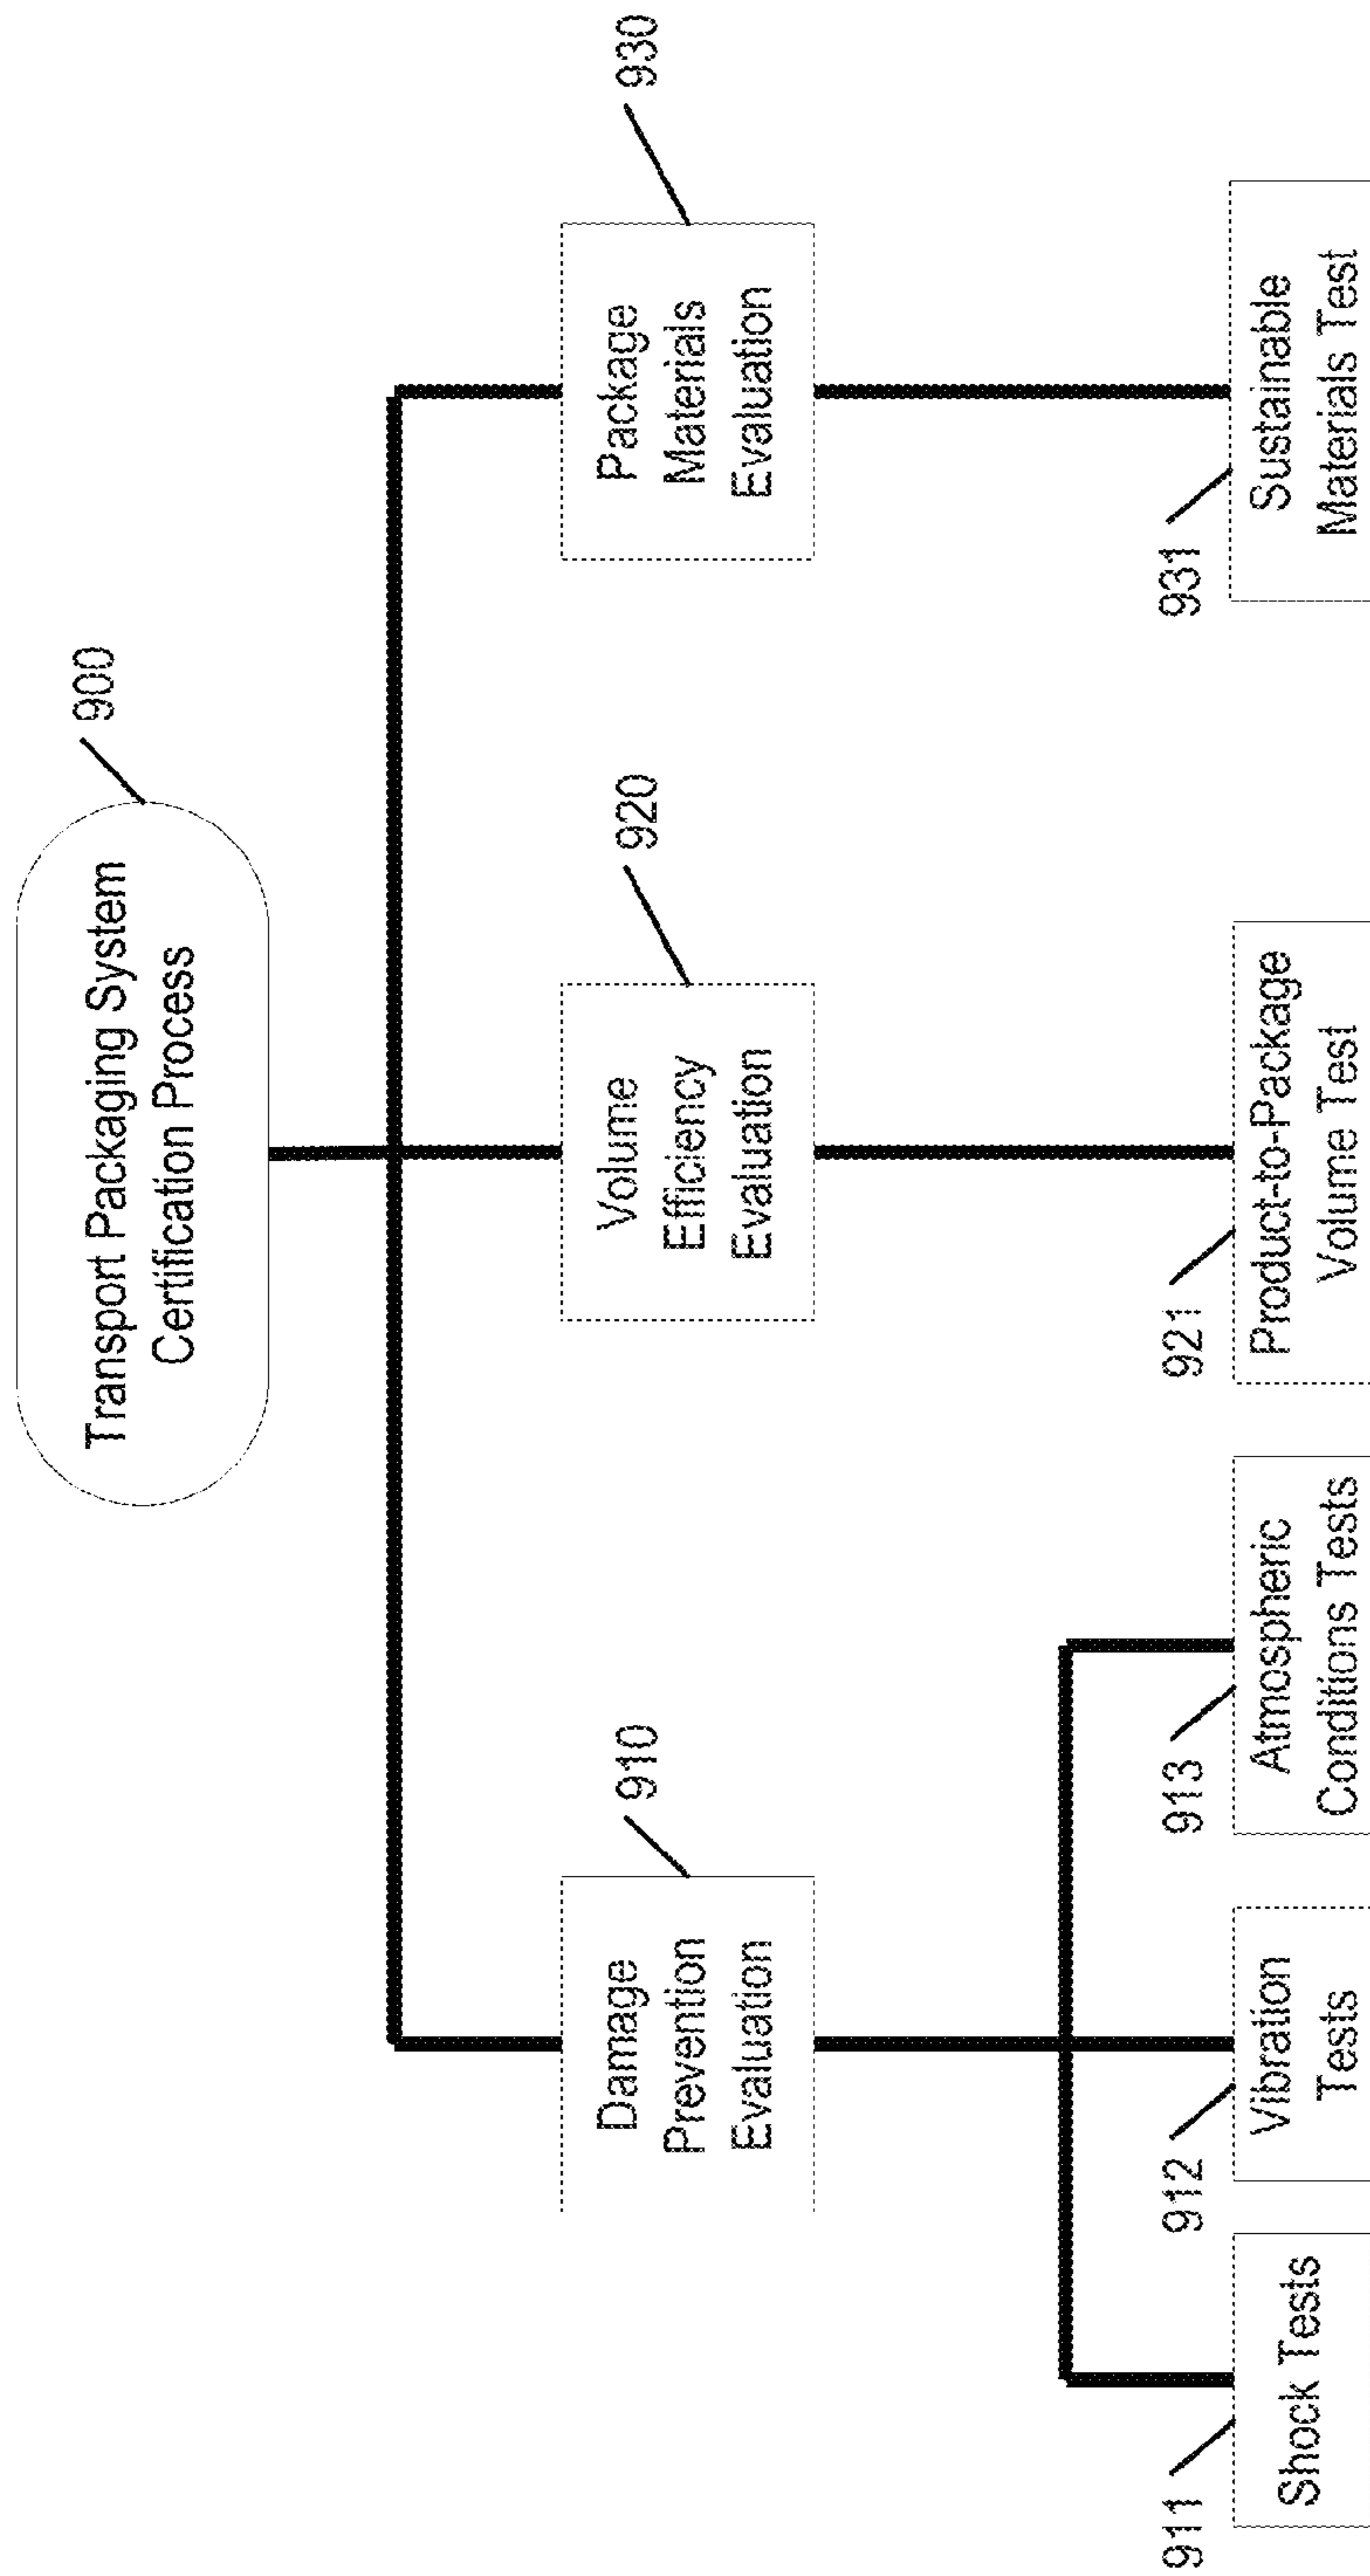 Transport Packaging System
Certification Process
900
Damage
Prevention
Evaluation
910
Volume
Efficiency
Evaluation
920
Package
Materials
Evaluation
930
911
Shock Tests
912
Vibration
Tests
913
Atmospheric
Conditions Tests
921
Product-to-Package
Volume Test
931
Sustainable
Materials Test